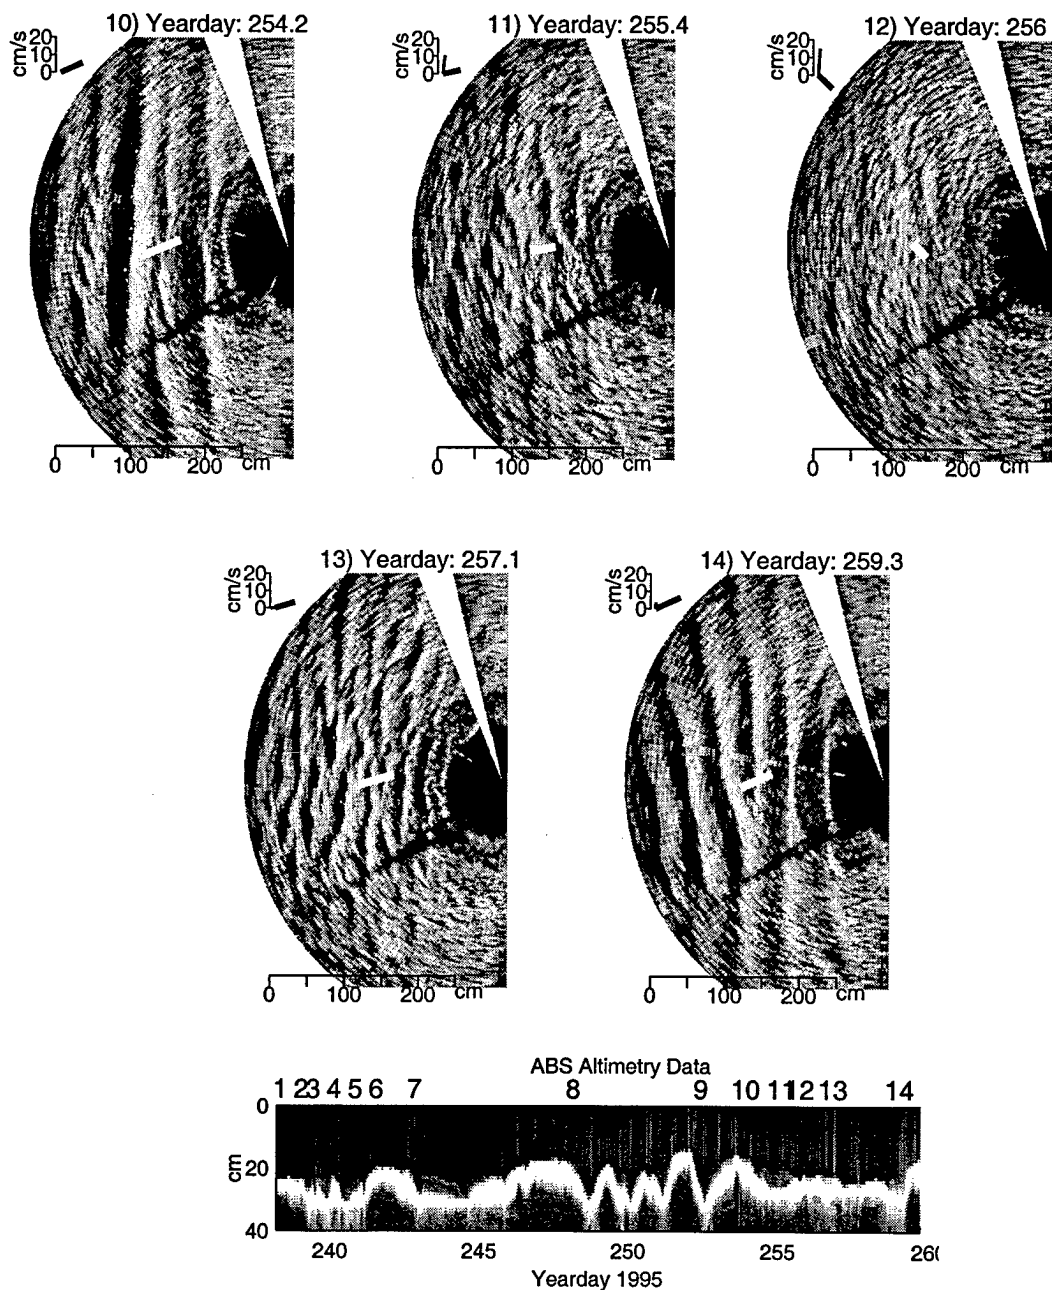 10) Yearday: 254.2
11) Yearday: 255.4
12) Yearday: 256
cm/s
20
10
0
cm/s
20
10
0
cm/s
20
10
0
0 100 200 cm
0 100 200 cm
0 100 200 cm
13) Yearday: 257.1
14) Yearday: 259.3
cm/s
20
10
0
cm/s
20
10
0
0 100 200 cm
0 100 200 cm
ABS Altimetry Data
1 2 3 4 5 6 7 8 9 10 11 12 13 14
0
20
40
cm
240 245 250 255 260
Yearday 1995